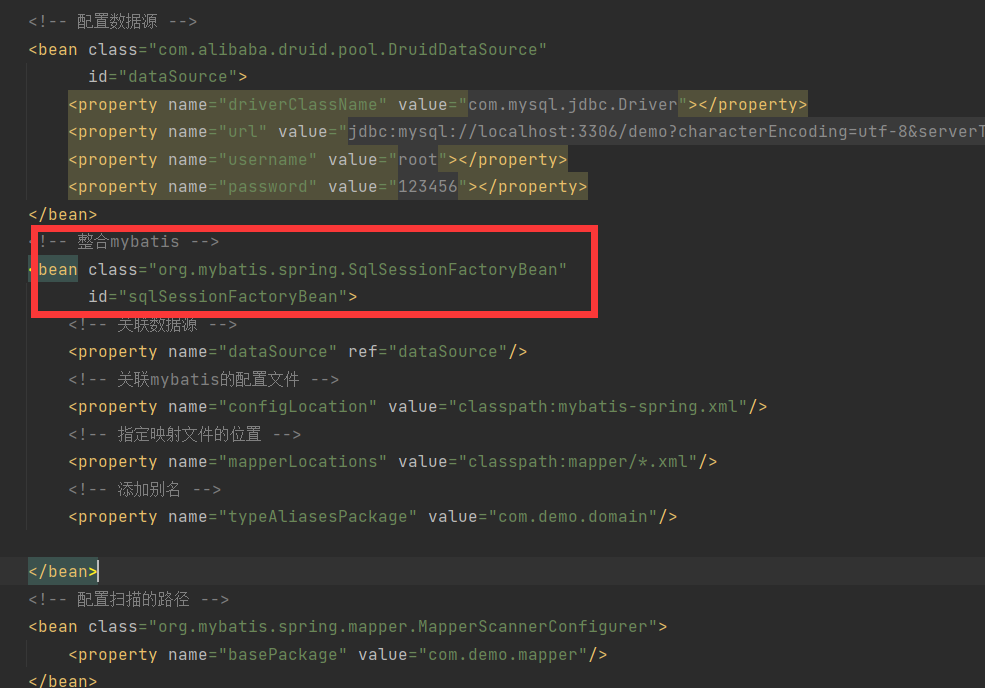 <!-- 配置数据源 -->
<bean class="com.alibaba.druid.pool.DruidDataSource"
id="dataSource">
<property name="driverClassName" value="com.mysql.jdbc.Driver"></property>
<property name="url" value="jdbc:mysql://localhost:3306/demo?characterEncoding=utf-8&serverT
<property name="username" value="root"></property>
<property name="password" value="123456"></property>
</bean>
<!-- 整合mybatis -->
<bean class="org.mybatis.spring.SqlSessionFactoryBean"
id="sqlSessionFactoryBean">
<!-- 关联数据源 -->
<property name="dataSource" ref="dataSource"/>
<!-- 关联mybatis的配置文件 -->
<property name="configLocation" value="classpath:mybatis-spring.xml"/>
<!-- 指定映射文件的位置 -->
<property name="mapperLocations" value="classpath:mapper/*.xml"/>
<!-- 添加别名 -->
<property name="typeAliasesPackage" value="com.demo.domain"/>
</bean>
<!-- 配置扫描的路径 -->
<bean class="org.mybatis.spring.mapper.MapperScannerConfigurer">
<property name="basePackage" value="com.demo.mapper"/>
</bean>